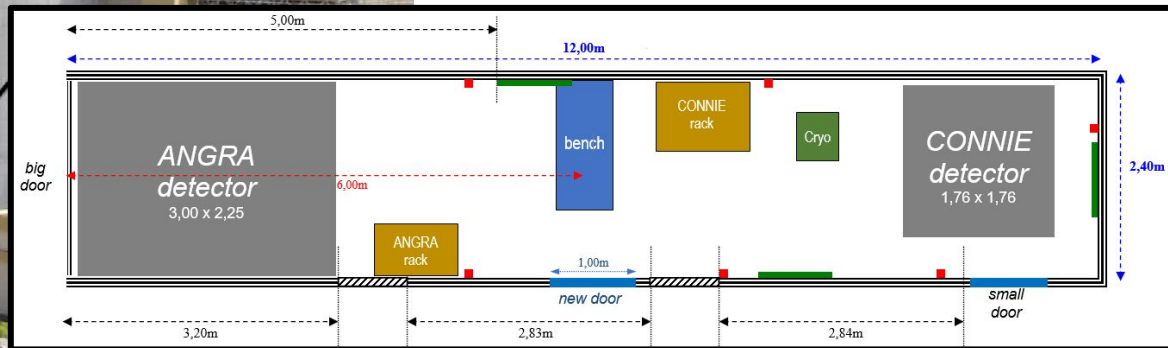 5,00m
12,00m
CONNIE
rack
Cryo
bench
ANGRA
detector
3,00 x 2,25
CONNIE
detector
1,76 x 1,76
big
door
6,00m
2,40m
ANGRA
rack
1,00m
new door
small
door
3,20m
2,83m
2,84m